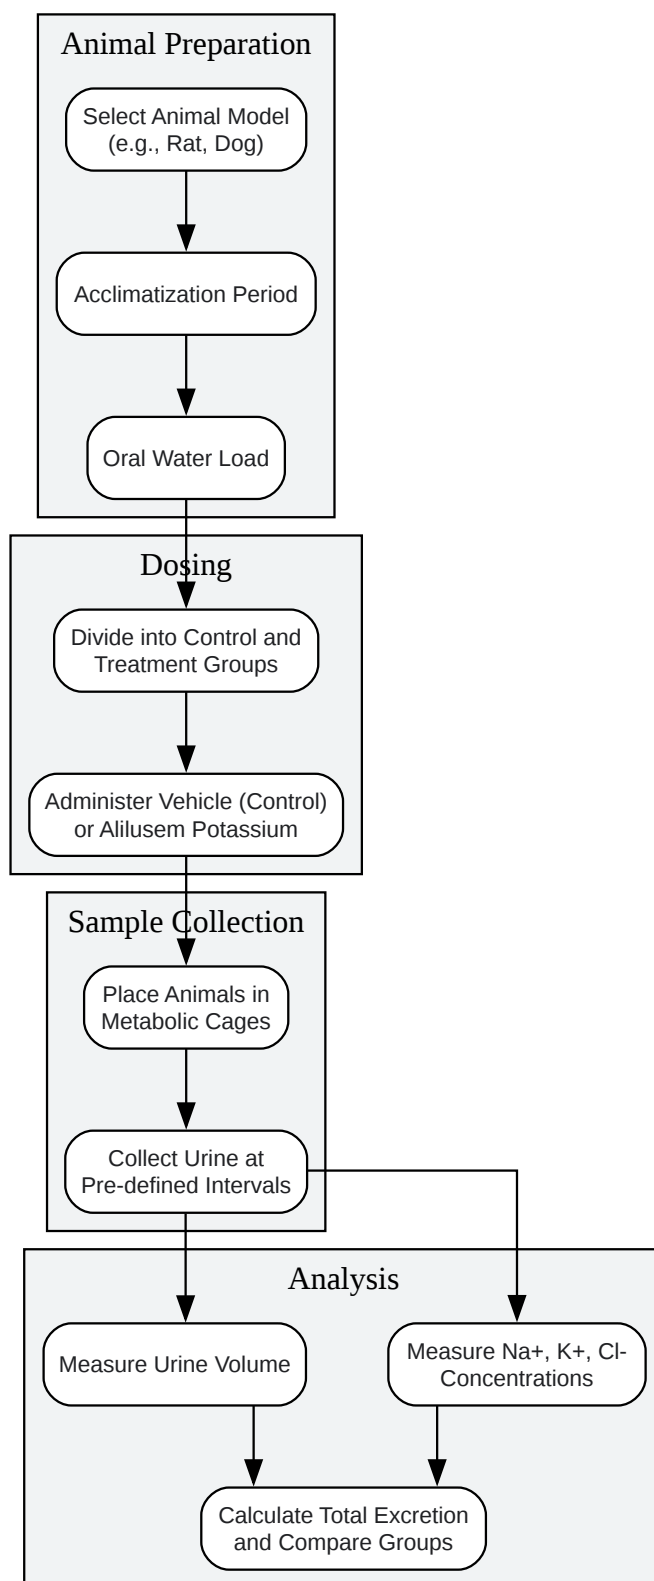 Animal Preparation
Select Animal Model
(e.g., Rat, Dog)
Acclimatization Period
Oral Water Load
Dosing
Divide into Control and
Treatment Groups
Administer Vehicle (Control)
or Alilusem Potassium
Sample Collection
Place Animals in
Metabolic Cages
Collect Urine at
Pre-defined Intervals
Analysis
Measure Urine Volume
Measure Na+, K+, Cl-
Concentrations
Calculate Total Excretion
and Compare Groups